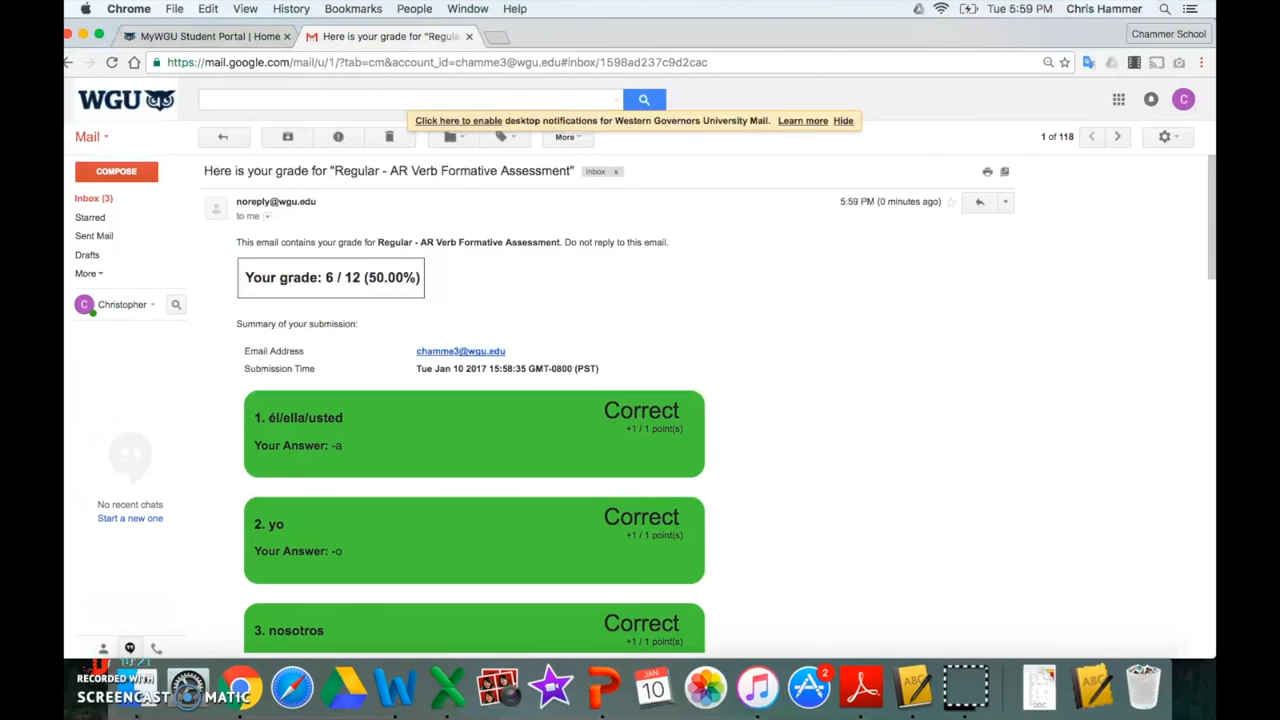 Chrome File Edit View History Bookmarks People Window Help Tue 5:59 PM Chris Hammer
MyWGU Student Portal | Home × Here is your grade for "Regula × Chammer School
https://mail.google.com/mail/u/1/?tab=cm&account_id=chamme3@wgu.edu#inbox/1598ad237c9d2cac
WGU C
Click here to enable desktop notifications for Western Governors University Mail. Learn more Hide
Mail More 1 of 118
COMPOSE Here is your grade for "Regular - AR Verb Formative Assessment" Inbox x
Inbox (3) noreply@wgu.edu 5:59 PM (0 minutes ago)
Starred to me
Sent Mail This email contains your grade for Regular - AR Verb Formative Assessment. Do not reply to this email.
Drafts
More Your grade: 6 / 12 (50.00%)
C Christopher
Summary of your submission:
Email Address chamme3@wgu.edu
Submission Time Tue Jan 10 2017 15:58:35 GMT-0800 (PST)
1. él/ella/usted Correct
+1 / 1 point(s)
Your Answer: -a
No recent chats
Start a new one
2. yo Correct
+1 / 1 point(s)
Your Answer: -o
3. nosotros Correct
+1 / 1 point(s)
RECORDED WITH
SCREENCAST MATIC
JAN
10
2
ABC